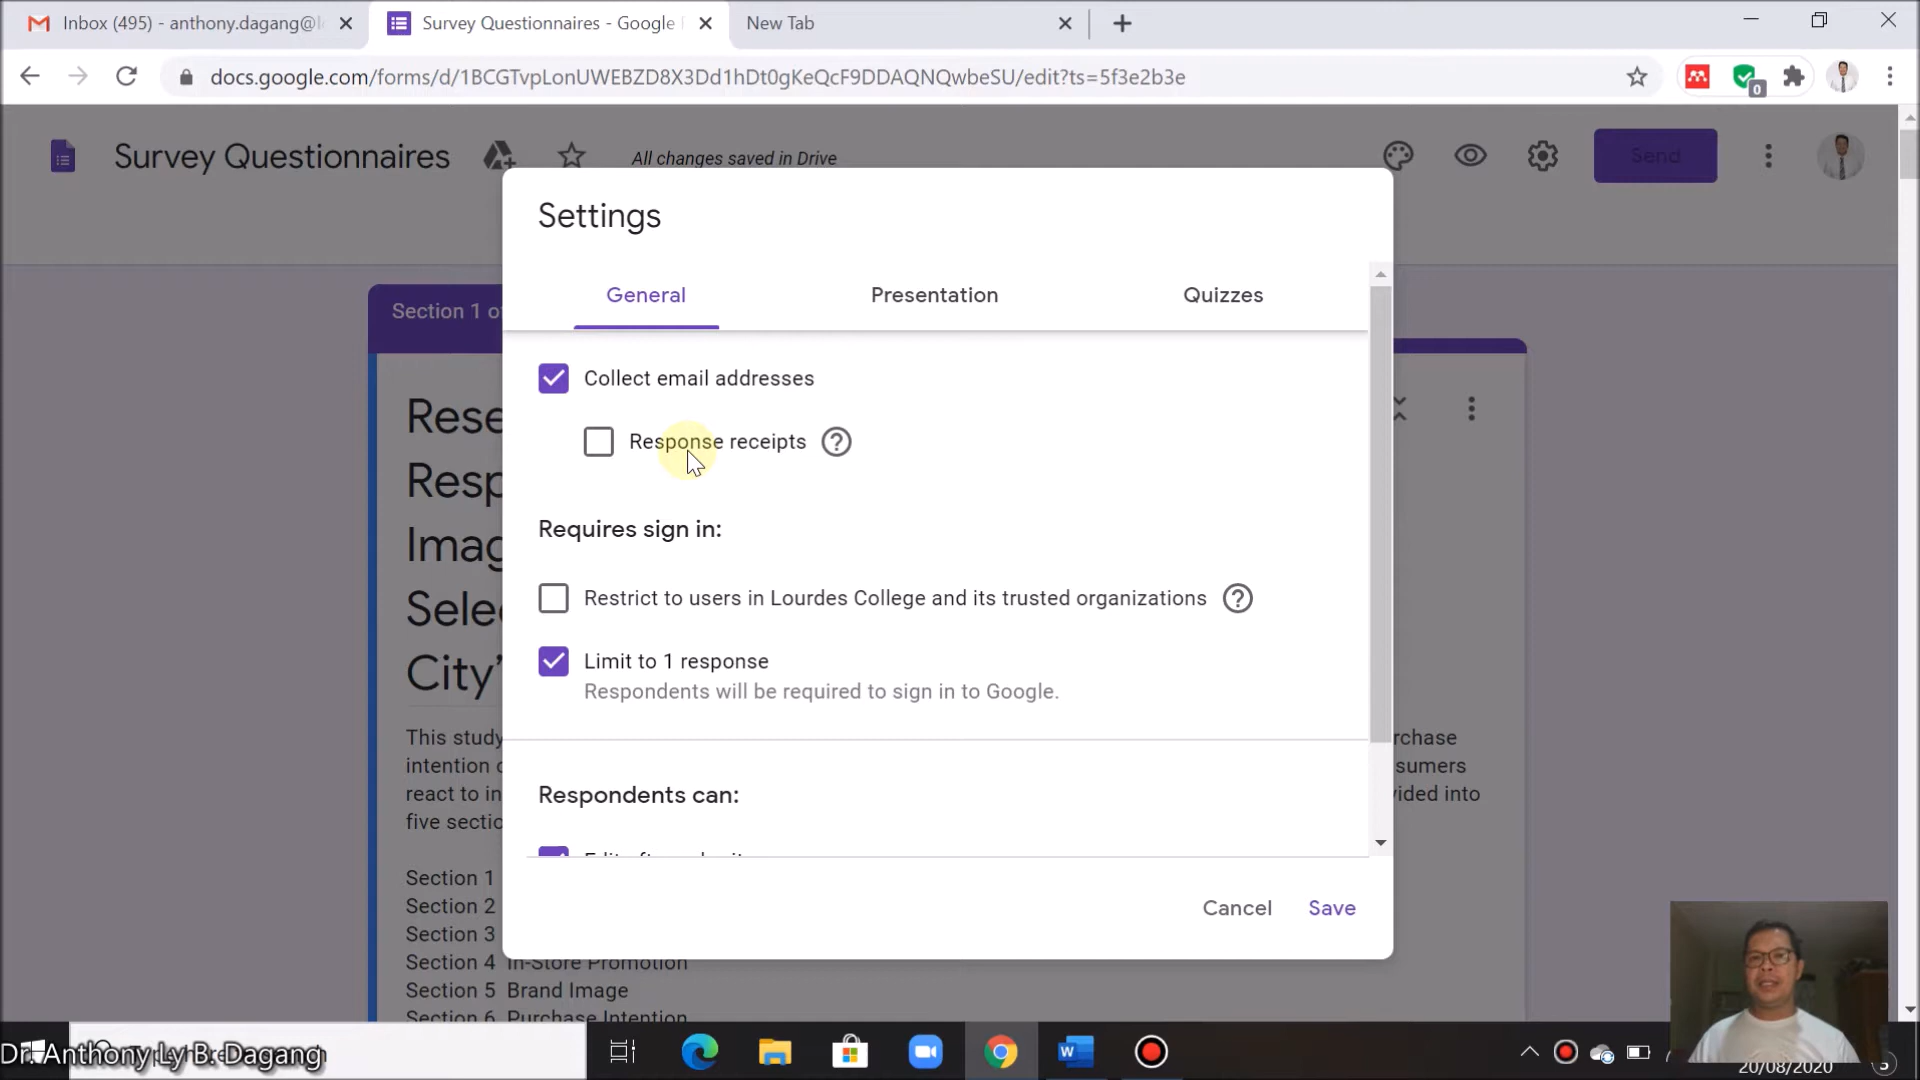 Inbox (495) - anthony.dagang@l
Survey Questionnaires - Google
New Tab
docs.google.com/forms/d/1BCGTvpLonUWEBZD8X3Dd1hDt0gKeQcF9DDAQNQwbeSU/edit?ts=5f3e2b3e
0
Survey Questionnaires
All changes saved in Drive
Send
Settings
General
Presentation
Quizzes
Section 1 o
Collect email addresses
Rese
Response receipts
Resp
Requires sign in:
Imag
Restrict to users in Lourdes College and its trusted organizations
Selec
Limit to 1 response
City'
Respondents will be required to sign in to Google.
This study
rchase
intention c
sumers
react to in
vided into
five sectio
Respondents can:
Section 1
Section 2
Cancel
Save
Section 3
Section 4 In-Store Promotion
Section 5 Brand Image
Section 6 Purchase Intention
Dr. Anthony Ly B. Dagang
20/08/2020